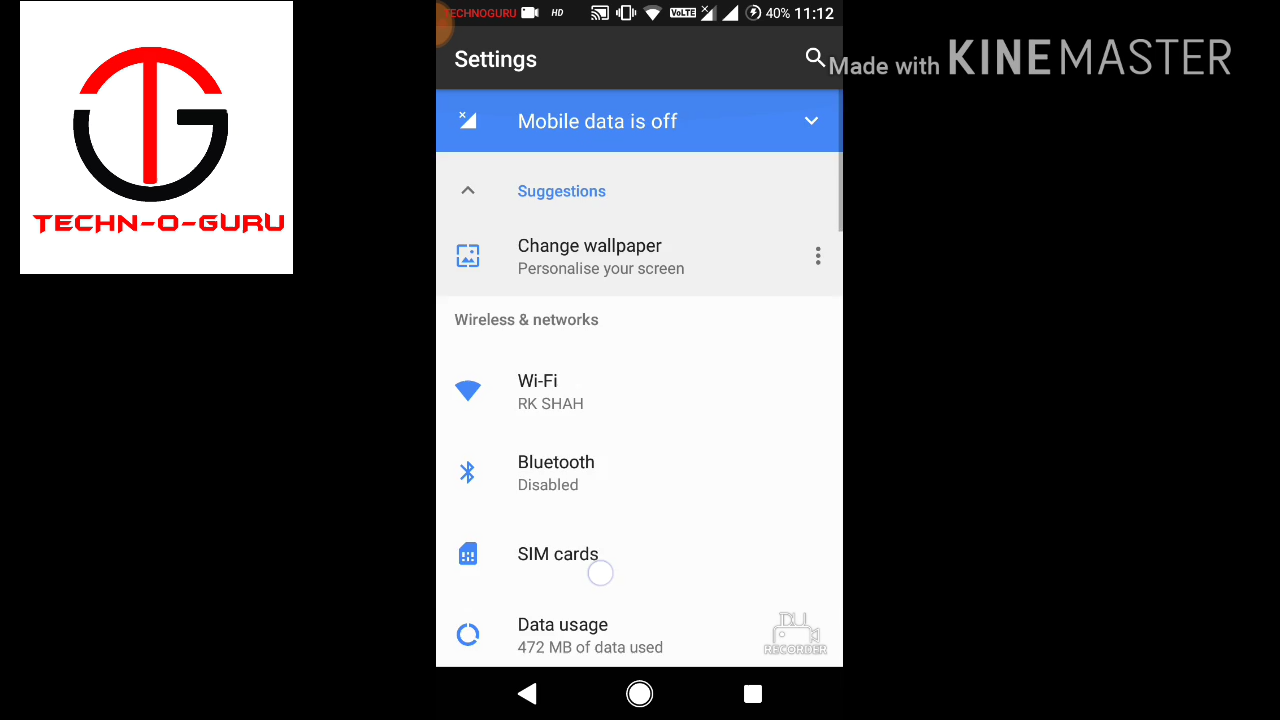 TECHN-O-GURU
TECHNOGURU HD VoLTE 40% 11:12
Settings
Made with KINEMASTER
Mobile data is off
Suggestions
Change wallpaper
Personalise your screen
Wireless & networks
Wi-Fi
RK SHAH
Bluetooth
Disabled
SIM cards
Data usage
472 MB of data used
DU
RECORDER